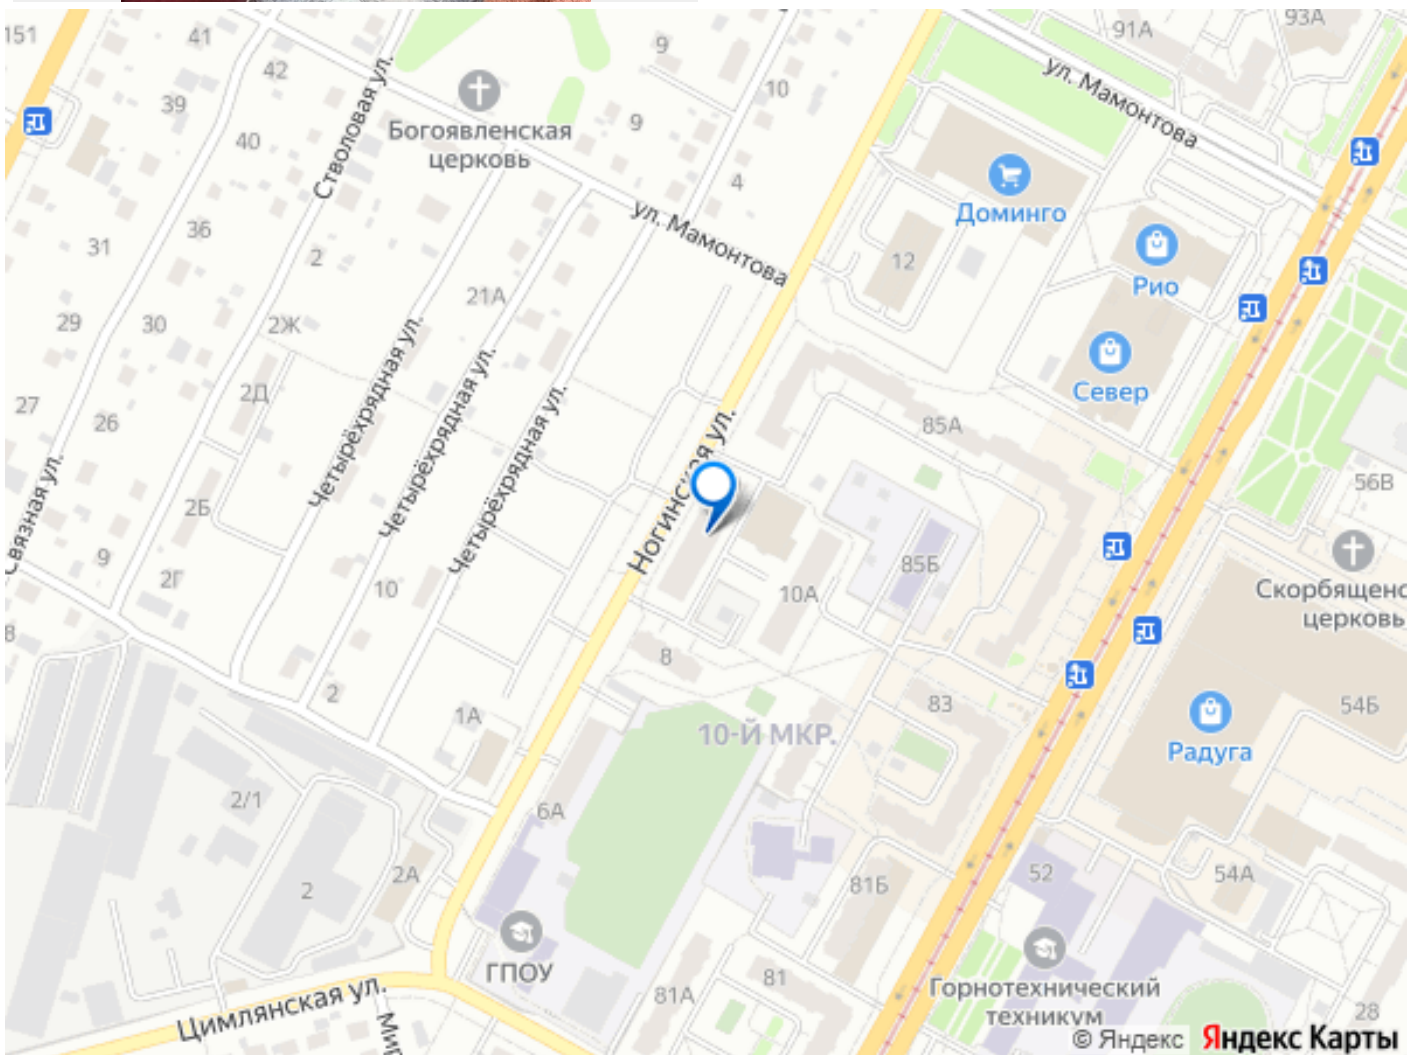 151
41
42
39
40
Стволовая ул.
9
10
9
Богоявленская
церковь
4
91А
93А
ул. Мамонтова
Доминго
Рио
12
Север
ул. Мамонтова
36
31
2
21А
29
30
2Ж
27
26
2Д
2Б
Четырёхрядная ул.
Четырёхрядная ул.
Четырёхрядная ул.
Связная ул.
9
2Г
10
Ногинская ул.
85А
85Б
10А
56В
Скорбященс
церковь
8
8
2
1А
10-Й МКР.
83
54Б
Радуга
2/1
6А
2А
2
81Б
52
54А
ГПОУ
81А
81
Горнотехнический
техникум
28
Цимлянская ул.
Мир
© Яндекс Яндекс Карты